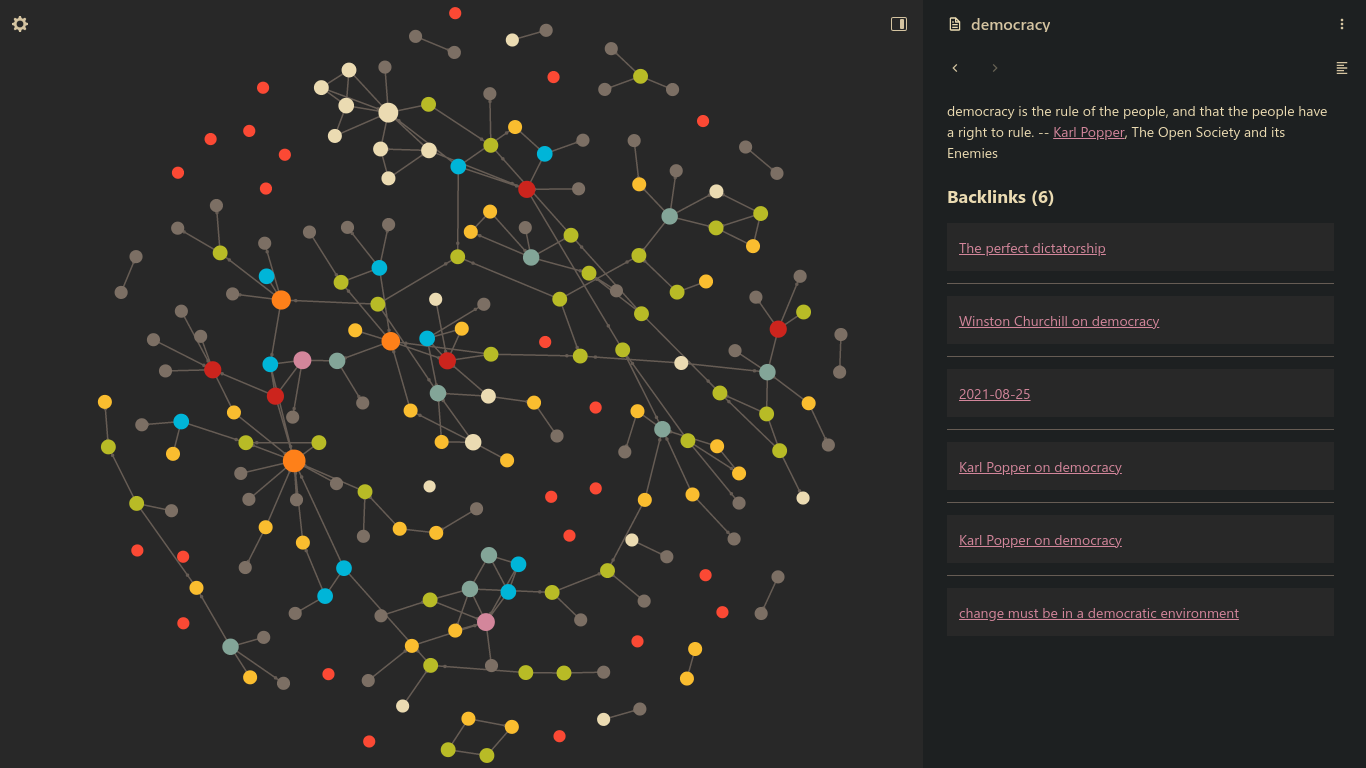 democracy
democracy is the rule of the people, and that the people have
a right to rule. -- Karl Popper, The Open Society and its
Enemies
Backlinks (6)
The perfect dictatorship
Winston Churchill on democracy
2021-08-25
Karl Popper on democracy
Karl Popper on democracy
change must be in a democratic environment